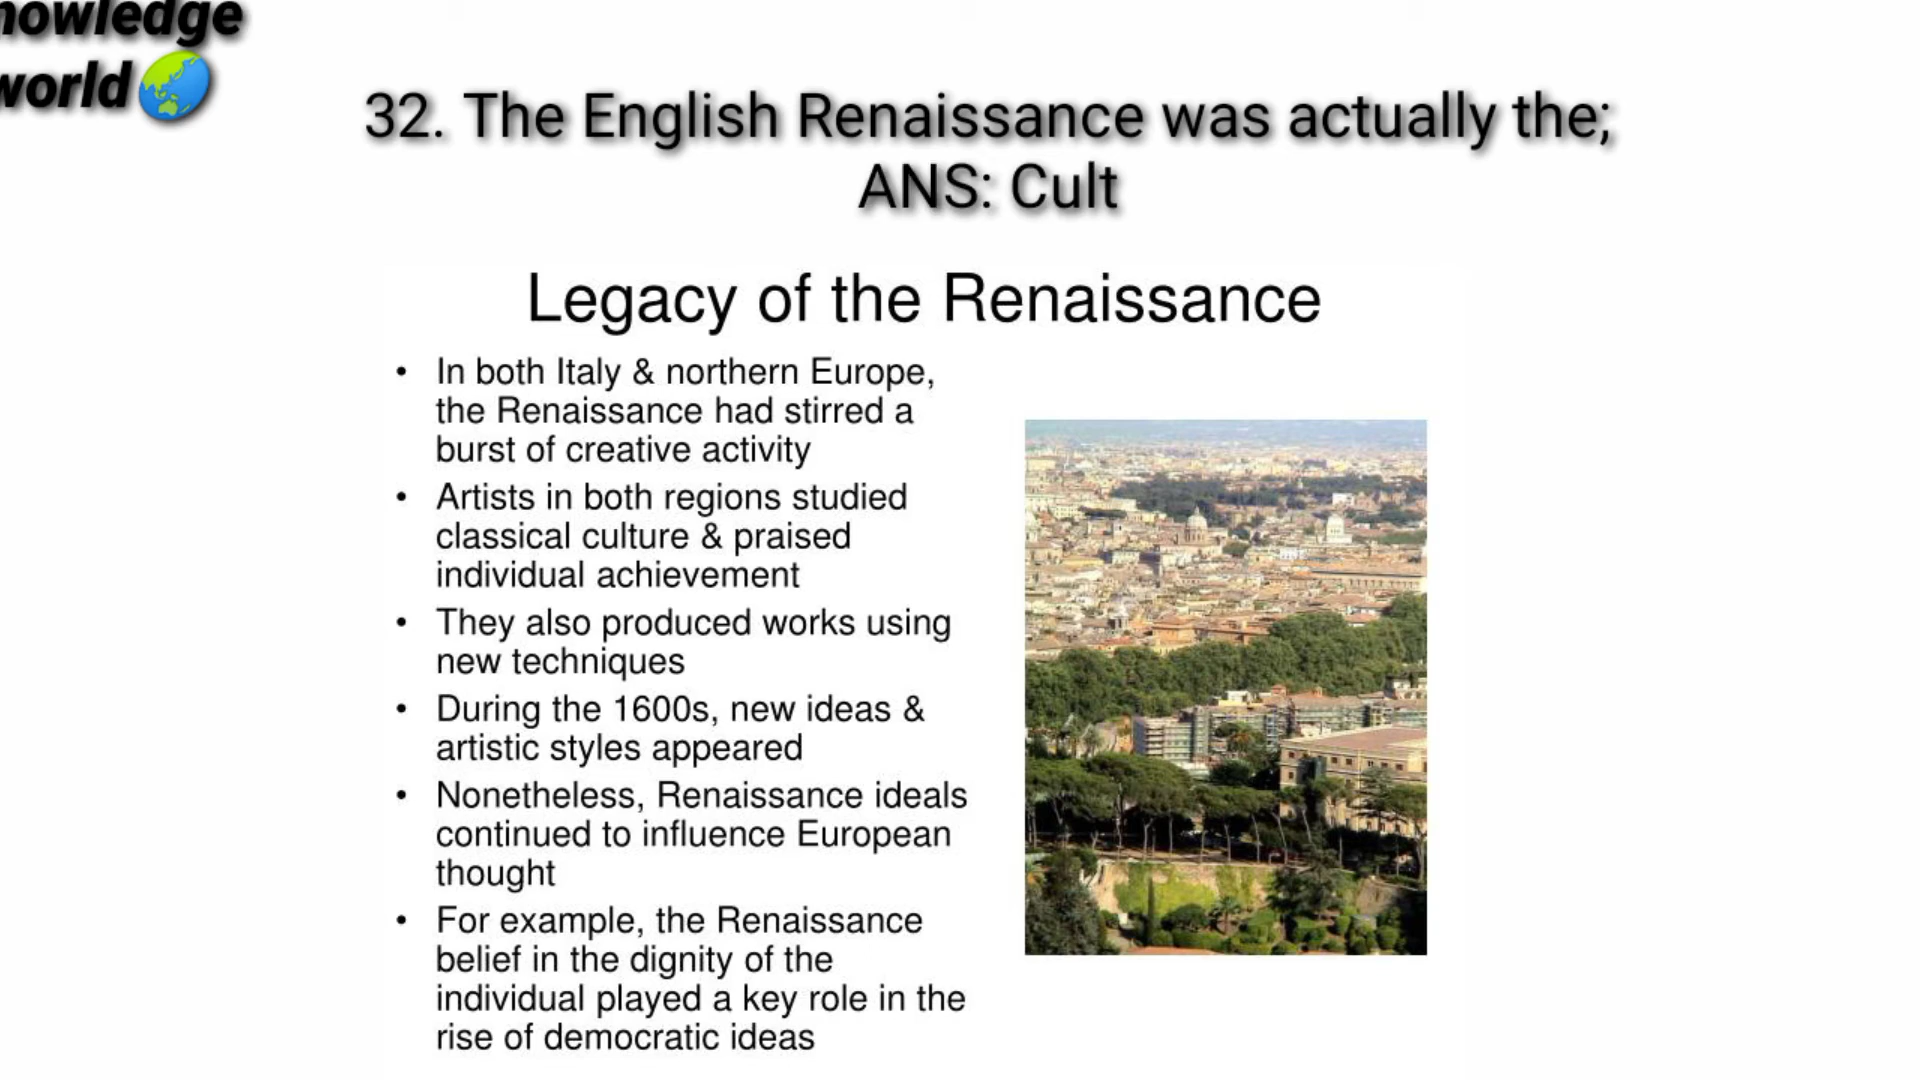 nowledge
world
32. The English Renaissance was actually the;
ANS: Cult
Legacy of the Renaissance
• In both Italy & northern Europe,
the Renaissance had stirred a
burst of creative activity
• Artists in both regions studied
classical culture & praised
individual achievement
• They also produced works using
new techniques
• During the 1600s, new ideas &
artistic styles appeared
• Nonetheless, Renaissance ideals
continued to influence European
thought
• For example, the Renaissance
belief in the dignity of the
individual played a key role in the
rise of democratic ideas